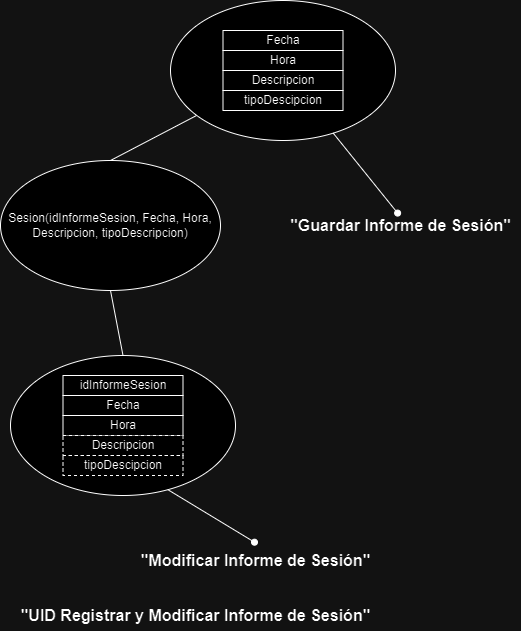 Fecha
Hora
Descripcion
tipoDescipcion
Sesion(idInformeSesion, Fecha, Hora,
Descripcion, tipoDescripcion)
"Guardar Informe de Sesión"
idInformeSesion
Fecha
Hora
Descripcion
tipoDescipcion
"Modificar Informe de Sesión"
"UID Registrar y Modificar Informe de Sesión"